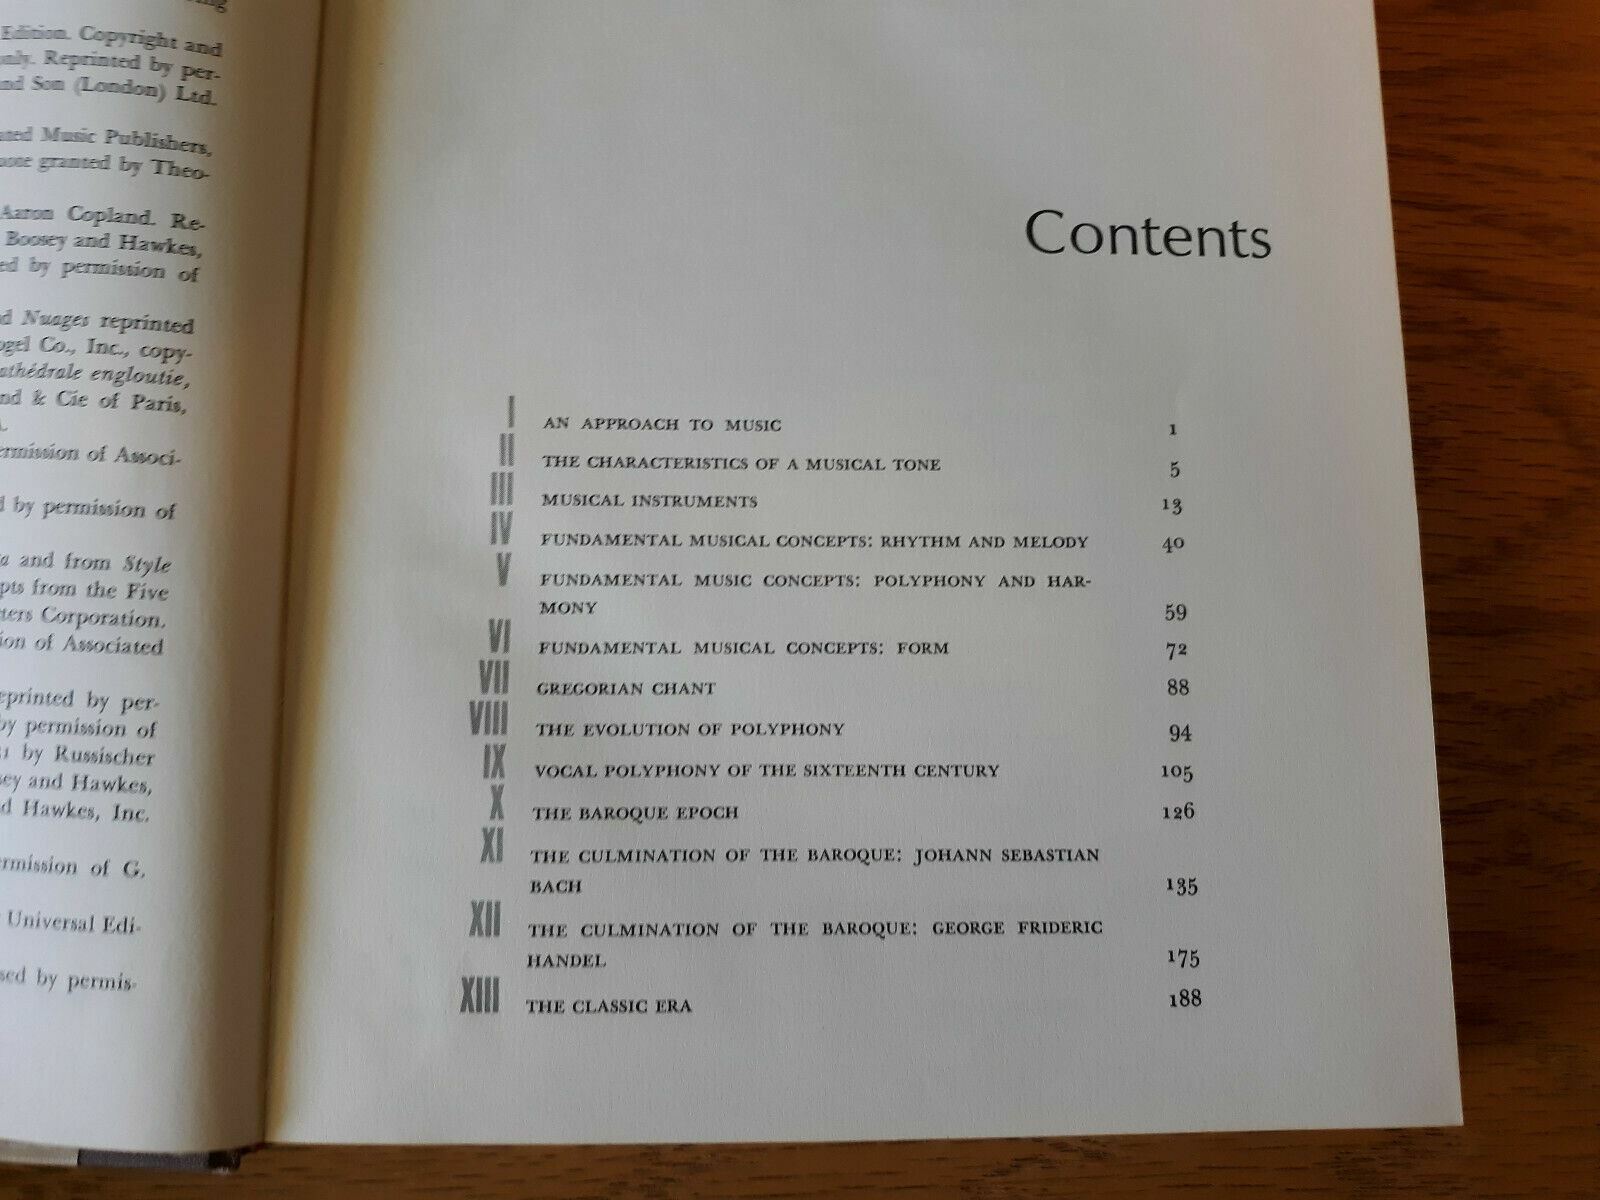 Edition. Copyright and
only. Reprinted by per-
and Son (London) Ltd.
Music Publishers,
granted by Theo-
Aaron Copland. Re-
Boosey and Hawkes,
by permission of
Nuages reprinted
Co., Inc., copy-
engloutie,
& Cie of Paris,
of Associ-
by permission of
and from Style
from the Five
Corporation.
of Associated
reprinted by per-
by permission of
by Russischer
and Hawkes,
Hawkes, Inc.
permission of G.
Universal Edi-
by permis-
Contents
I AN APPROACH TO MUSIC 1
II THE CHARACTERISTICS OF A MUSICAL TONE 5
III MUSICAL INSTRUMENTS 13
IV FUNDAMENTAL MUSICAL CONCEPTS: RHYTHM AND MELODY 40
V FUNDAMENTAL MUSIC CONCEPTS: POLYPHONY AND HAR-
MONY 59
VI FUNDAMENTAL MUSICAL CONCEPTS: FORM 72
VII GREGORIAN CHANT 88
VIII THE EVOLUTION OF POLYPHONY 94
IX VOCAL POLYPHONY OF THE SIXTEENTH CENTURY 105
X THE BAROQUE EPOCH 126
XI THE CULMINATION OF THE BAROQUE: JOHANN SEBASTIAN
BACH 135
XII THE CULMINATION OF THE BAROQUE: GEORGE FRIDERIC
HANDEL 175
XIII THE CLASSIC ERA 188